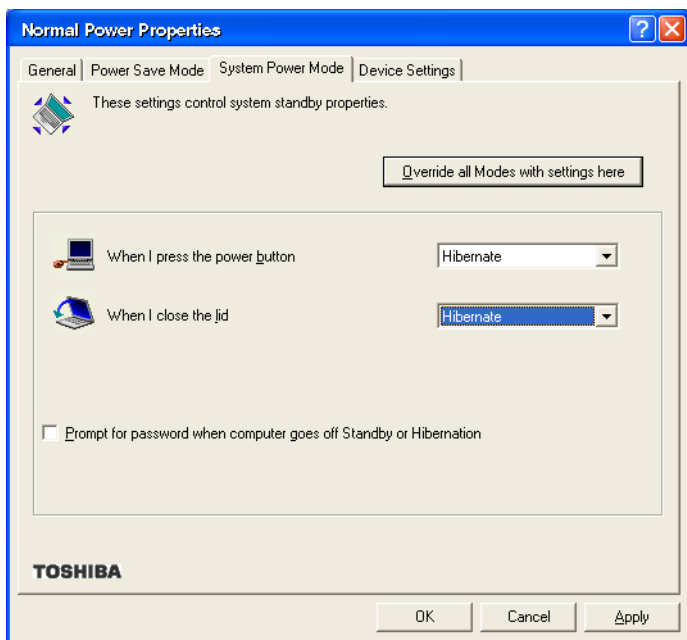 Normal Power Properties
General Power Save Mode System Power Mode Device Settings
These settings control system standby properties.
Override all Modes with settings here
When I press the power button Hibernate
When I close the lid Hibernate
Prompt for password when computer goes off Standby or Hibernation
TOSHIBA
OK Cancel Apply